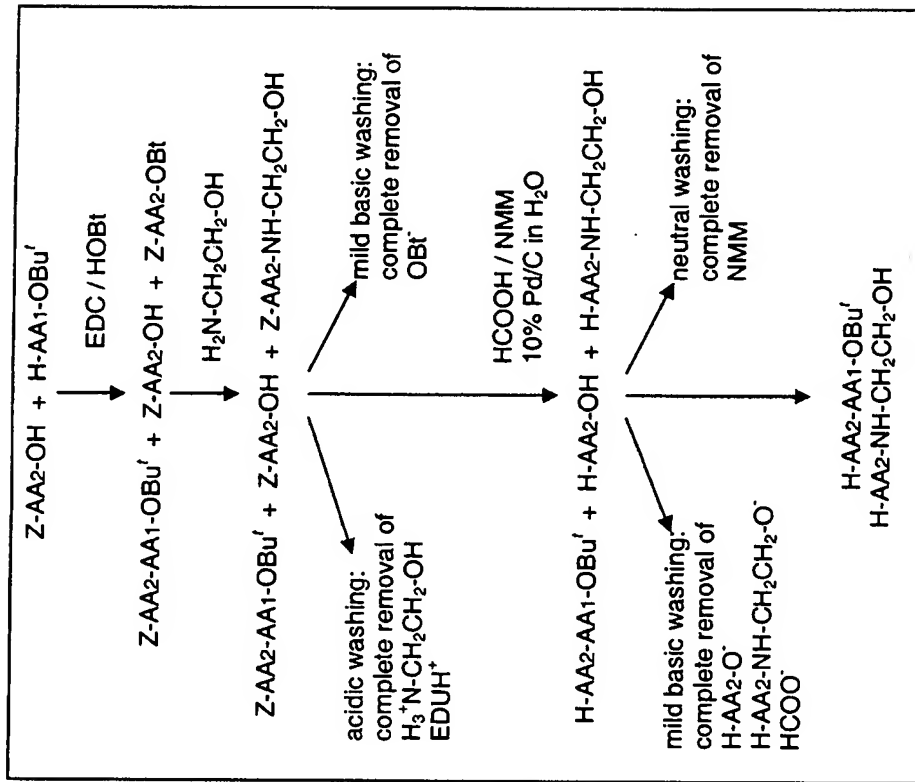 Z-AA2-OH + H-AA1-OBuᵗ
EDC / HOBt
Z-AA2-AA1-OBuᵗ + Z-AA2-OH + Z-AA2-OBt
H₂N-CH₂CH₂-OH
Z-AA2-AA1-OBuᵗ + Z-AA2-OH + Z-AA2-NH-CH₂CH₂-OH
acidic washing:
complete removal of
H₃⁺N-CH₂CH₂-OH
EDUH⁺
mild basic washing:
complete removal of
OBt⁻
HCOOH / NMM
10% Pd/C in H₂O
H-AA2-AA1-OBuᵗ + H-AA2-OH + H-AA2-NH-CH₂CH₂-OH
mild basic washing:
complete removal of
H-AA2-O⁻
H-AA2-NH-CH₂CH₂-O⁻
HCOO⁻
neutral washing:
complete removal of
NMM
H-AA2-AA1-OBuᵗ
H-AA2-NH-CH₂CH₂-OH